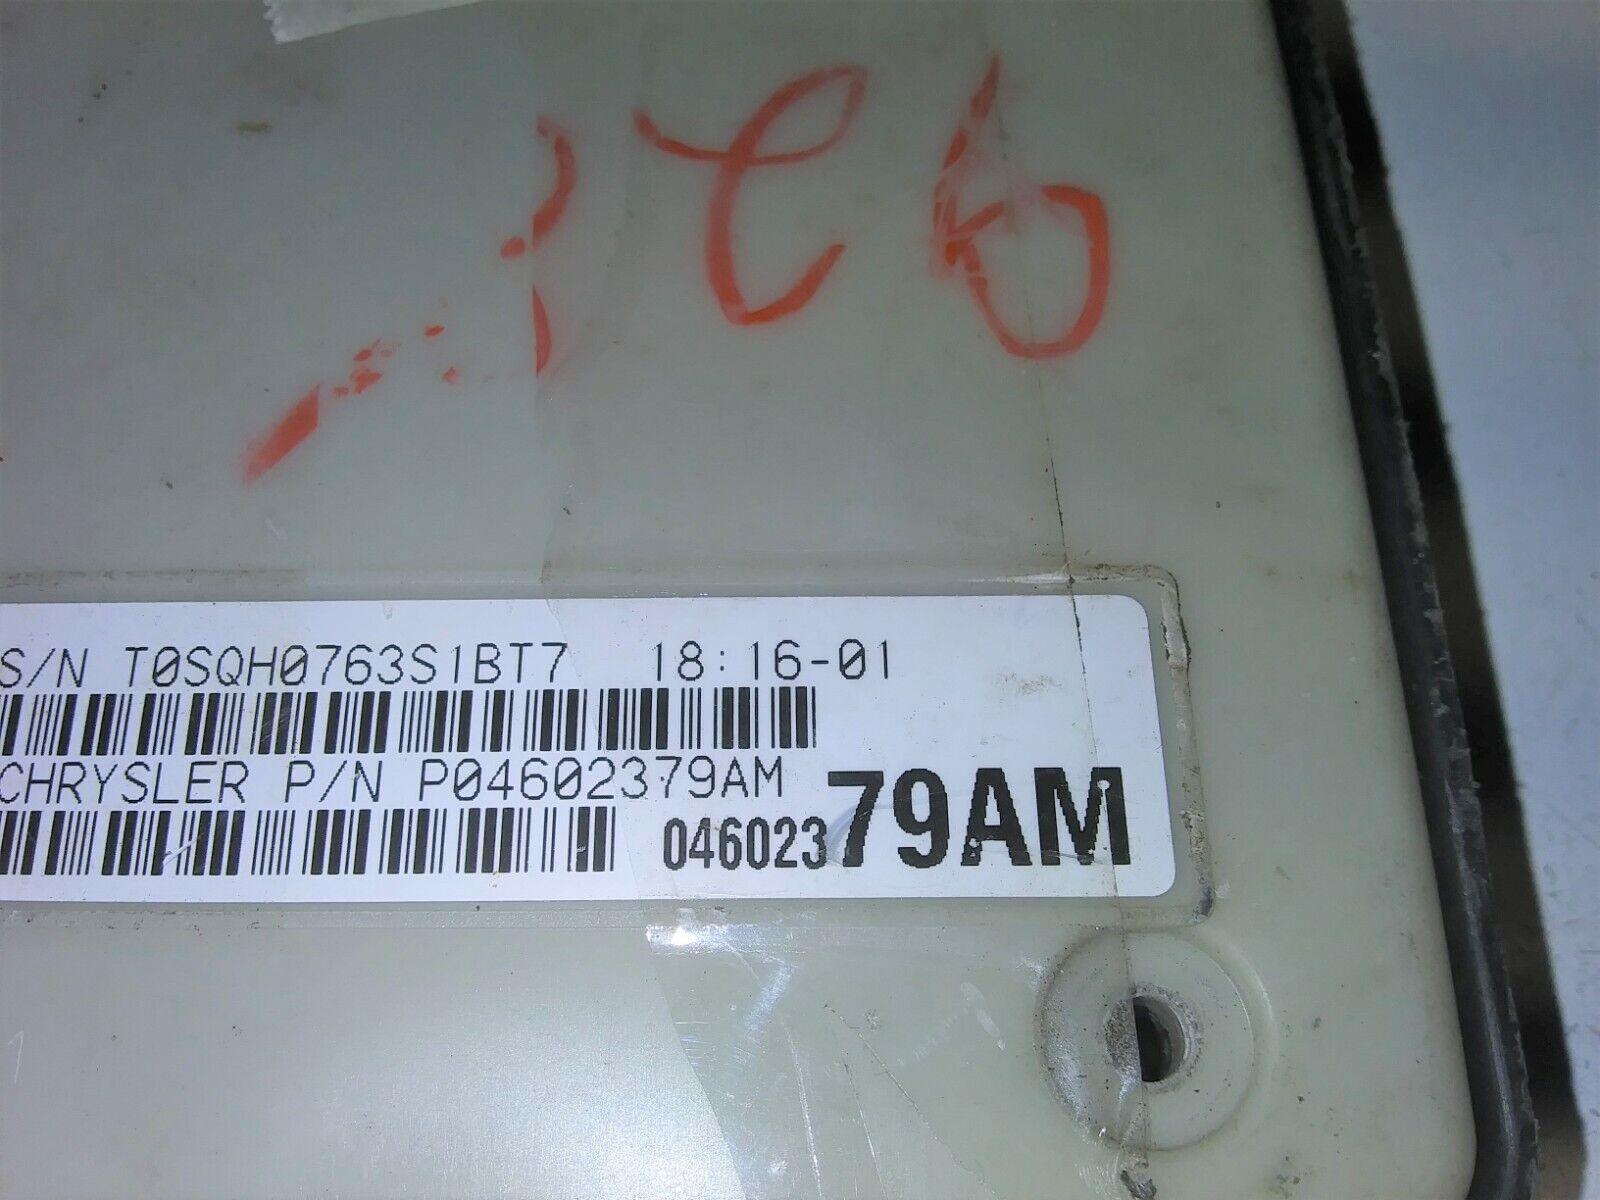 S/N T0SQH0763S1BT7 18:16-01
CHRYSLER P/N P04602379AM
04602379AM